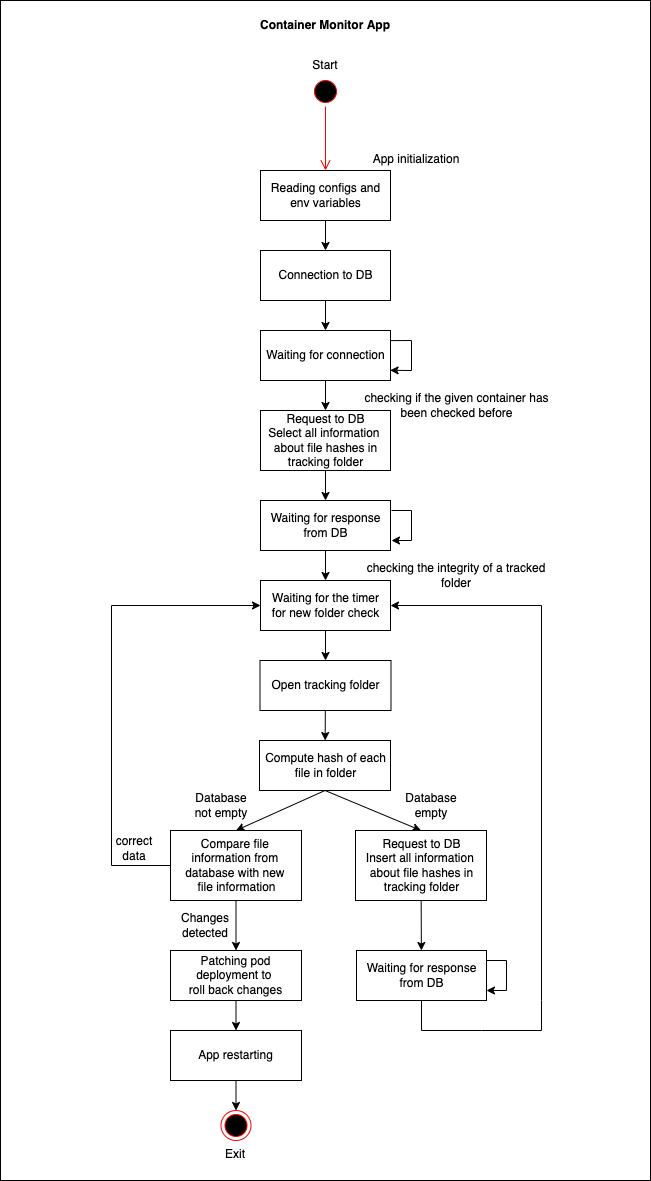 Container Monitor App
Start
App initialization
Reading configs and
env variables
Connection to DB
Waiting for connection
checking if the given container has
been checked before
Request to DB
Select all information
about file hashes in
tracking folder
Waiting for response
from DB
checking the integrity of a tracked
folder
Waiting for the timer
for new folder check
Open tracking folder
Compute hash of each
file in folder
Database
not empty
Database
empty
correct
data
Compare file
information from
database with new
file information
Request to DB
Insert all information
about file hashes in
tracking folder
Changes
detected
Patching pod
deployment to
roll back changes
Waiting for response
from DB
App restarting
Exit